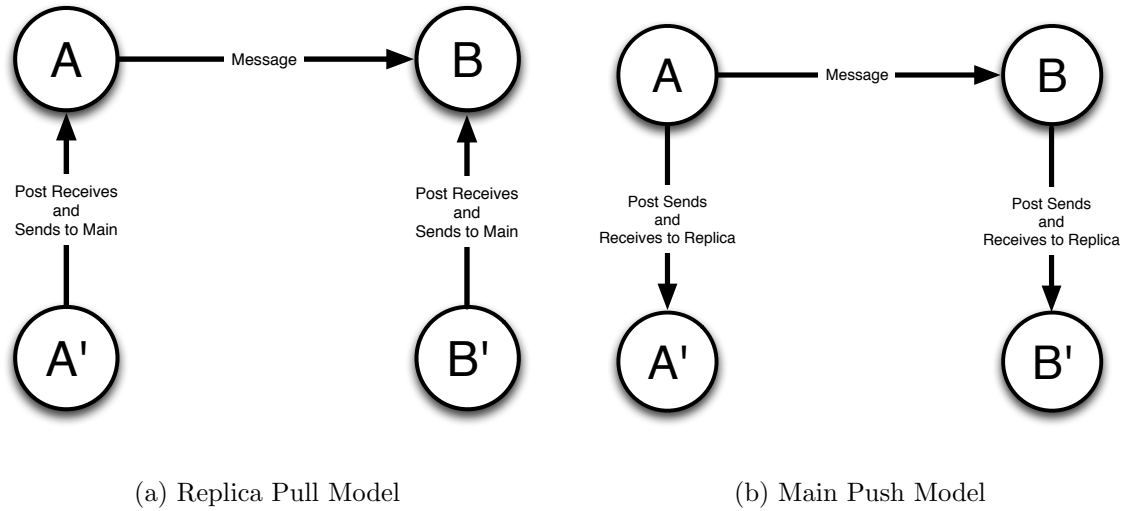 A
Message
B
Post Receives
and
Sends to Main
Post Receives
and
Sends to Main
A'
B'
(a) Replica Pull Model
A
Message
B
Post Sends
and
Receives to Replica
Post Sends
and
Receives to Replica
A'
B'
(b) Main Push Model